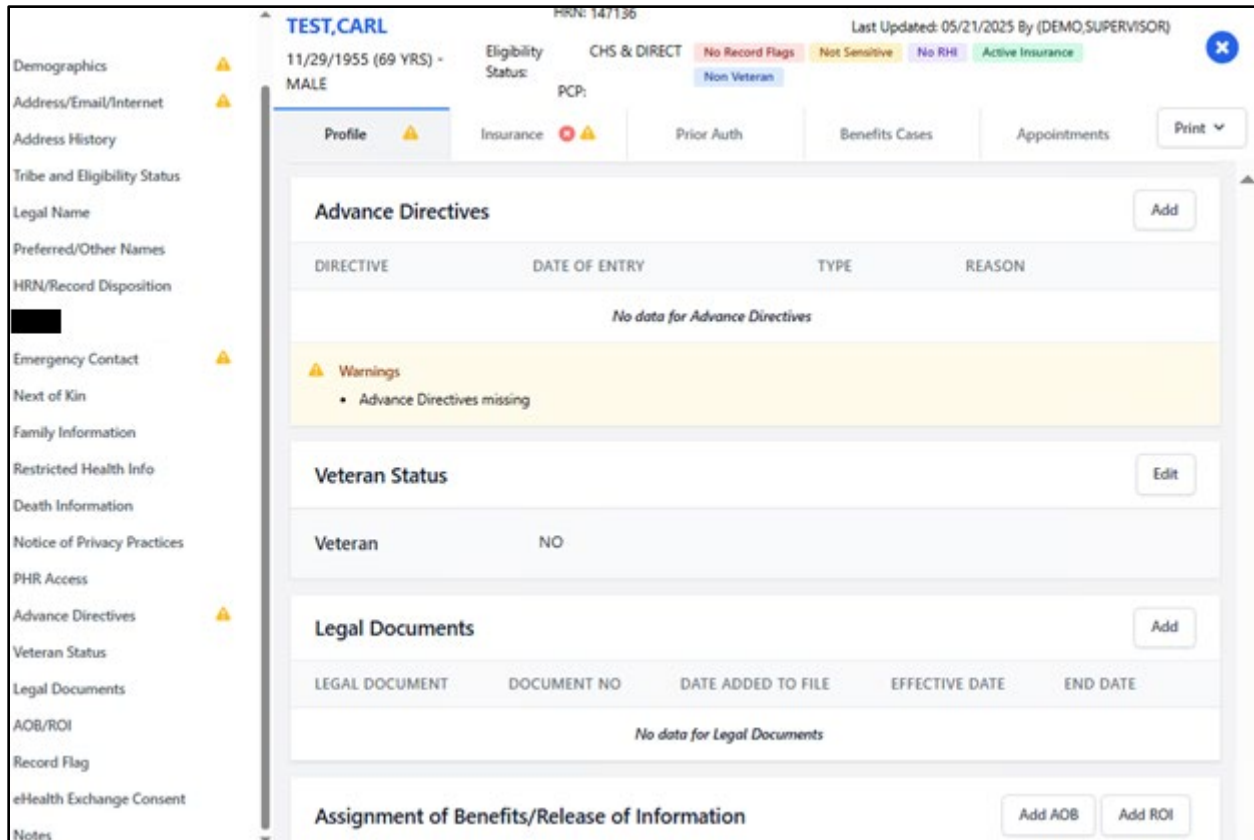 Demographics
Address/Email/Internet
Address History
Tribe and Eligibility Status
Legal Name
Preferred/Other Names
HRN/Record Disposition
Emergency Contact
Next of Kin
Family Information
Restricted Health Info
Death Information
Notice of Privacy Practices
PHR Access
Advance Directives
Veteran Status
Legal Documents
AOB/ROI
Record Flag
eHealth Exchange Consent
Notes
TEST,CARL
11/29/1955 (69 YRS) -
MALE
HRN: 147136
Eligibility Status: CHS & DIRECT
PCP:
Last Updated: 05/21/2025 By (DEMO,SUPERVISOR)
No Record Flags Not Sensitive No RHI Active Insurance
Non Veteran
Profile Insurance Prior Auth Benefits Cases Appointments Print
Advance Directives Add
DIRECTIVE DATE OF ENTRY TYPE REASON
No data for Advance Directives
Warnings
• Advance Directives missing
Veteran Status Edit
Veteran NO
Legal Documents Add
LEGAL DOCUMENT DOCUMENT NO DATE ADDED TO FILE EFFECTIVE DATE END DATE
No data for Legal Documents
Assignment of Benefits/Release of Information Add AOB Add ROI